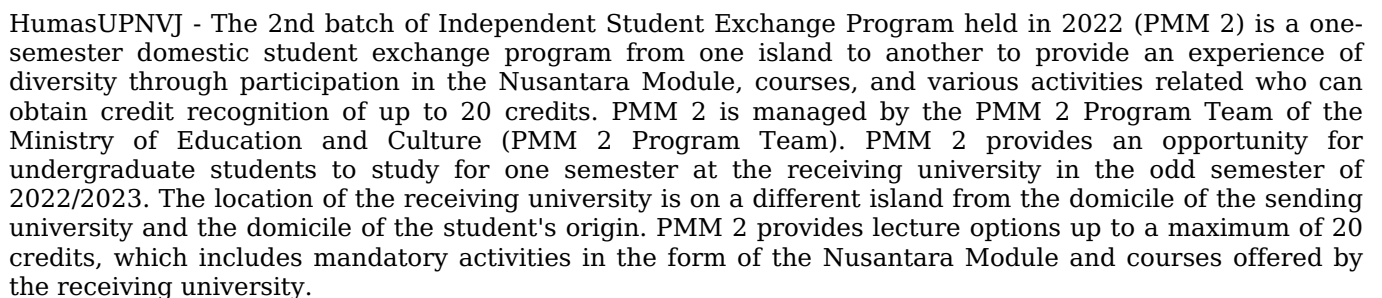 HumasUPNVJ - The 2nd batch of Independent Student Exchange Program held in 2022 (PMM 2) is a one-
semester domestic student exchange program from one island to another to provide an experience of
diversity through participation in the Nusantara Module, courses, and various activities related who can
obtain credit recognition of up to 20 credits. PMM 2 is managed by the PMM 2 Program Team of the
Ministry of Education and Culture (PMM 2 Program Team). PMM 2 provides an opportunity for
undergraduate students to study for one semester at the receiving university in the odd semester of
2022/2023. The location of the receiving university is on a different island from the domicile of the sending
university and the domicile of the student's origin. PMM 2 provides lecture options up to a maximum of 20
credits, which includes mandatory activities in the form of the Nusantara Module and courses offered by
the receiving university.